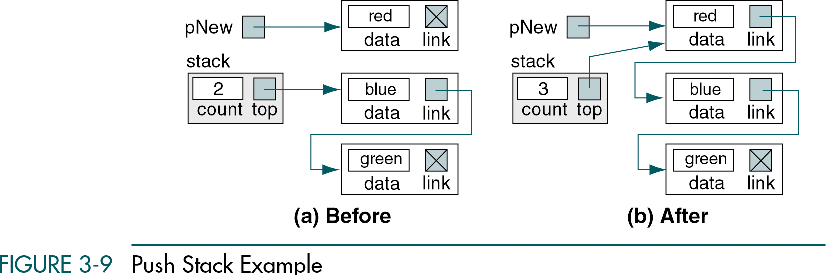 pNew
red
data link
stack
2
count top
blue
data link
green
data link
(a) Before
pNew
red
data link
stack
3
count top
blue
data link
green
data link
(b) After
FIGURE 3-9 Push Stack Example